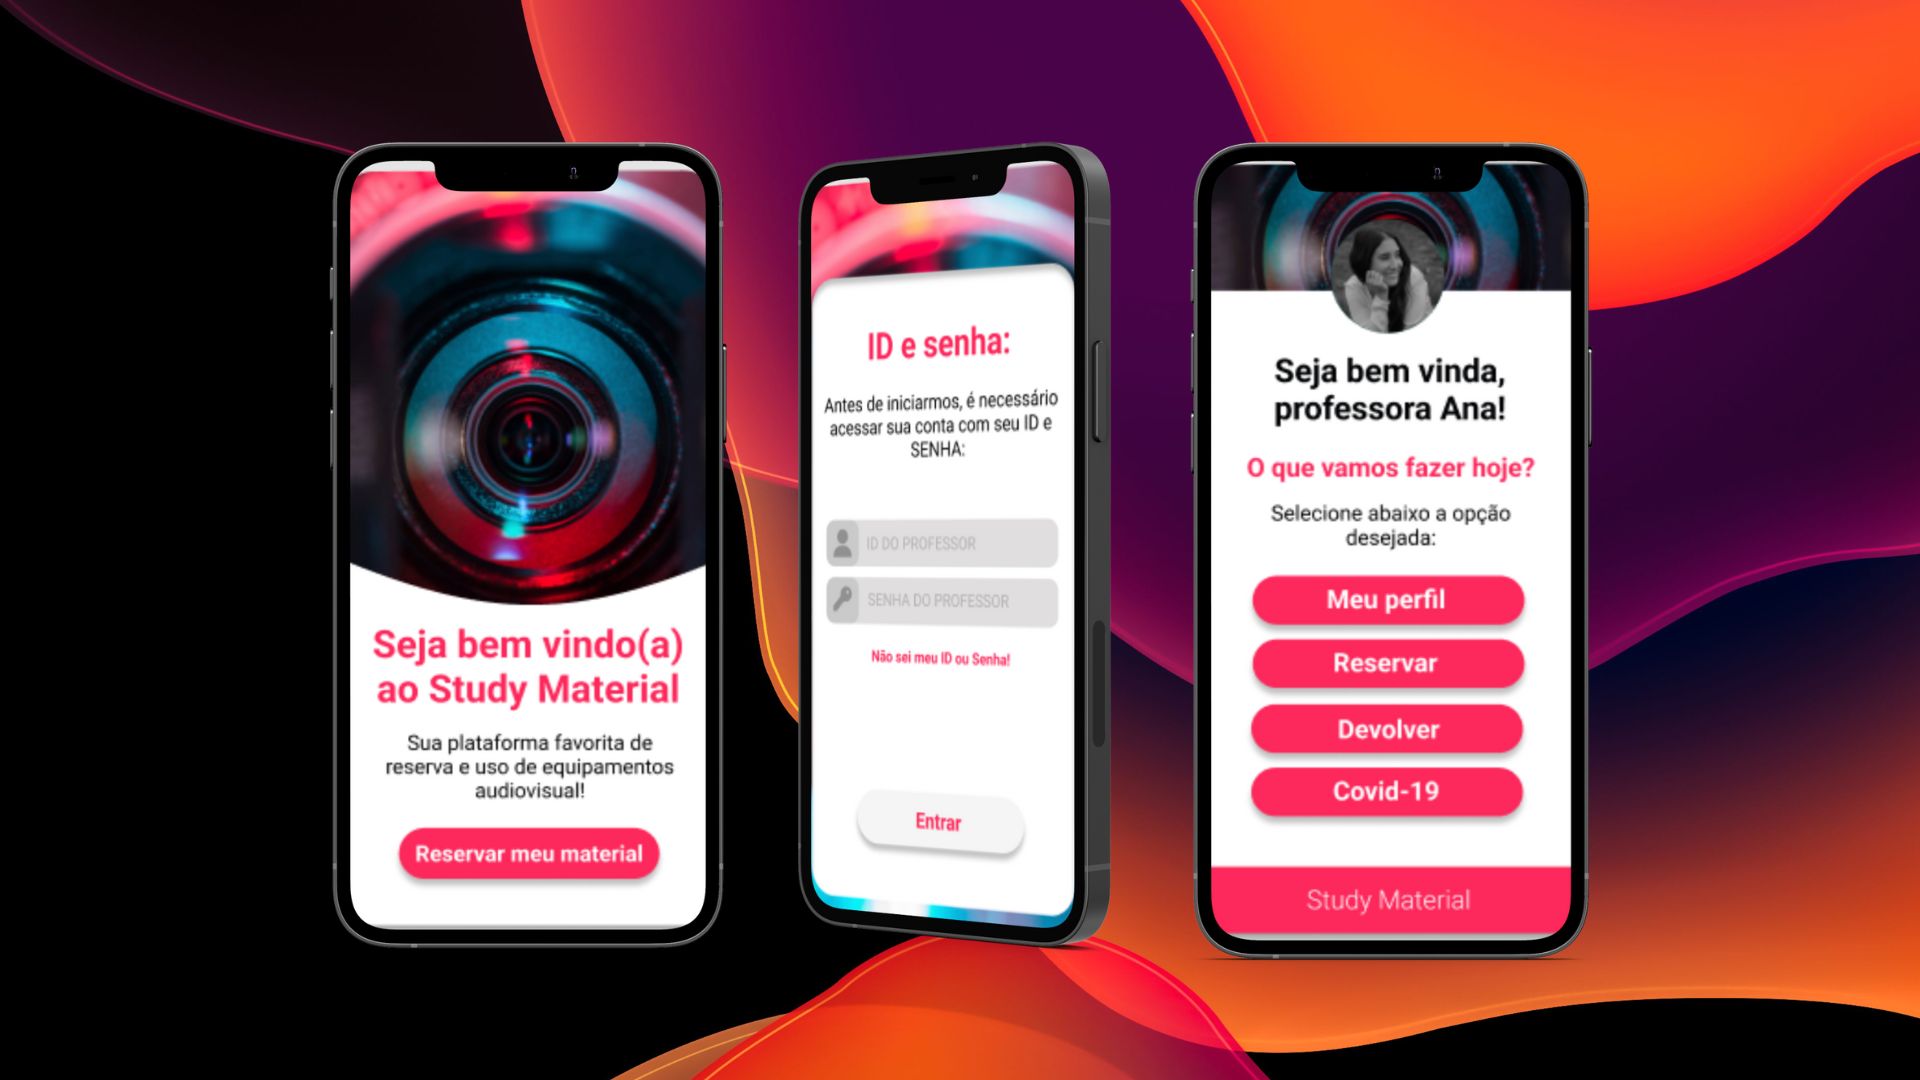 Seja bem vindo(a)
ao Study Material
Sua plataforma favorita de
reserva e uso de equipamentos
audiovisual!
Reservar meu material
ID e senha:
Antes de iniciarmos, é necessário
acessar sua conta com seu ID e
SENHA:
ID DO PROFESSOR
SENHA DO PROFESSOR
Não sei meu ID ou Senha!
Entrar
Seja bem vinda,
professora Ana!
O que vamos fazer hoje?
Selecione abaixo a opção
desejada:
Meu perfil
Reservar
Devolver
Covid-19
Study Material